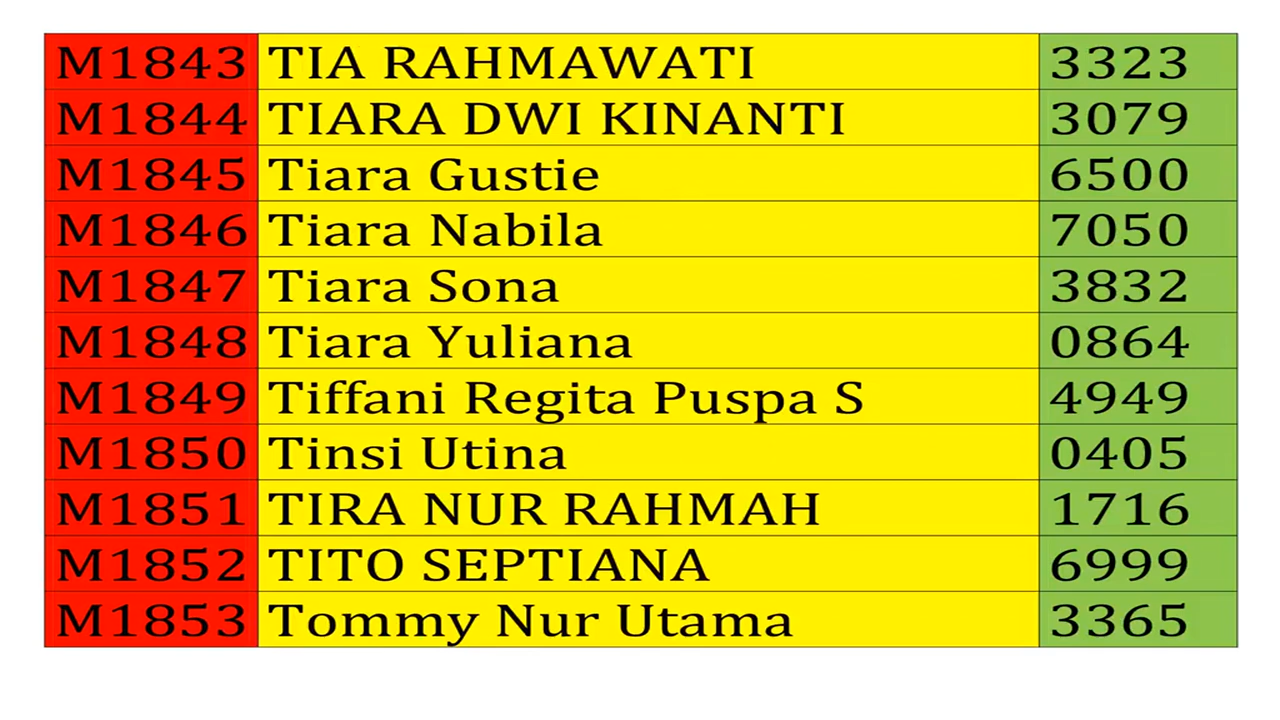 M1843 TIA RAHMAWATI 3323
M1844 TIARA DWI KINANTI 3079
M1845 Tiara Gustie 6500
M1846 Tiara Nabila 7050
M1847 Tiara Sona 3832
M1848 Tiara Yuliana 0864
M1849 Tiffani Regita Puspa S 4949
M1850 Tinsi Utina 0405
M1851 TIRA NUR RAHMAH 1716
M1852 TITO SEPTIANA 6999
M1853 Tommy Nur Utama 3365